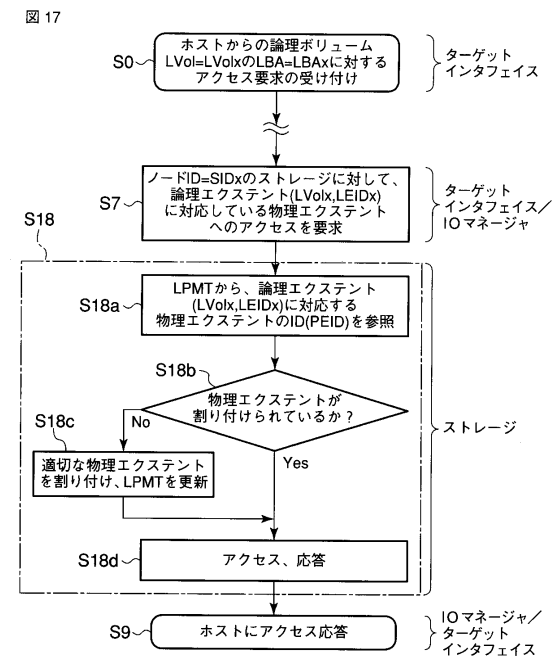 図 17
ホストからの論理ボリューム
LVol=LVolxのLBA=LBAxに対する
アクセス要求の受け付け
S0
ターゲット
インタフェイス
ノードID=SIDxのストレージに対して、
論理エクステント(LVolx,LEIDx)
に対応している物理エクステント
へのアクセスを要求
S7
ターゲット
インタフェイス/
IOマネージャ
S18
LPMTから、論理エクステント
(LVolx,LEIDx)に対応する
物理エクステントのID(PEID)を参照
S18a
S18b
物理エクステントが
割り付けられているか?
No
Yes
S18c
適切な物理エクステント
を割り付け、LPMTを更新
ストレージ
S18d
アクセス、応答
S9
ホストにアクセス応答
IOマネージャ/
ターゲット
インタフェイス